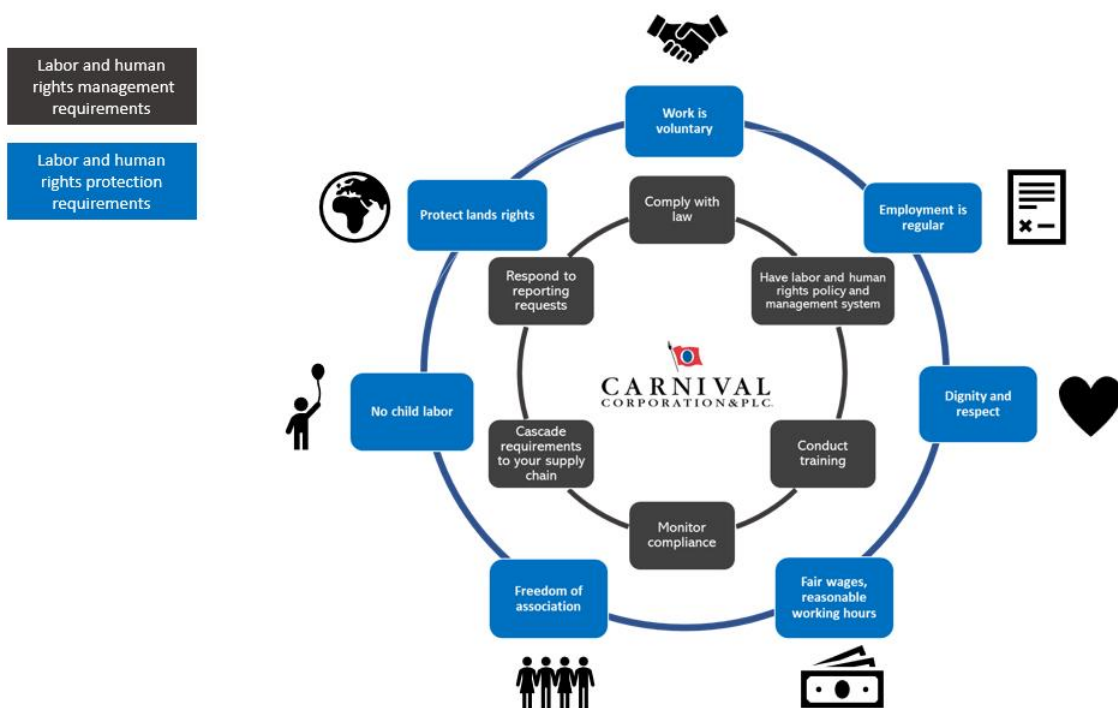 Labor and human
rights management
requirements
Labor and human
rights protection
requirements
Work is
voluntary
Employment is
regular
Dignity and
respect
Fair wages,
reasonable
working hours
Freedom of
association
No child labor
Protect lands rights
Comply with
law
Have labor and human
rights policy and
management system
Conduct
training
Monitor
compliance
Cascade
requirements
to your supply
chain
Respond to
reporting
requests
CARNIVAL
CORPORATION&PLC.